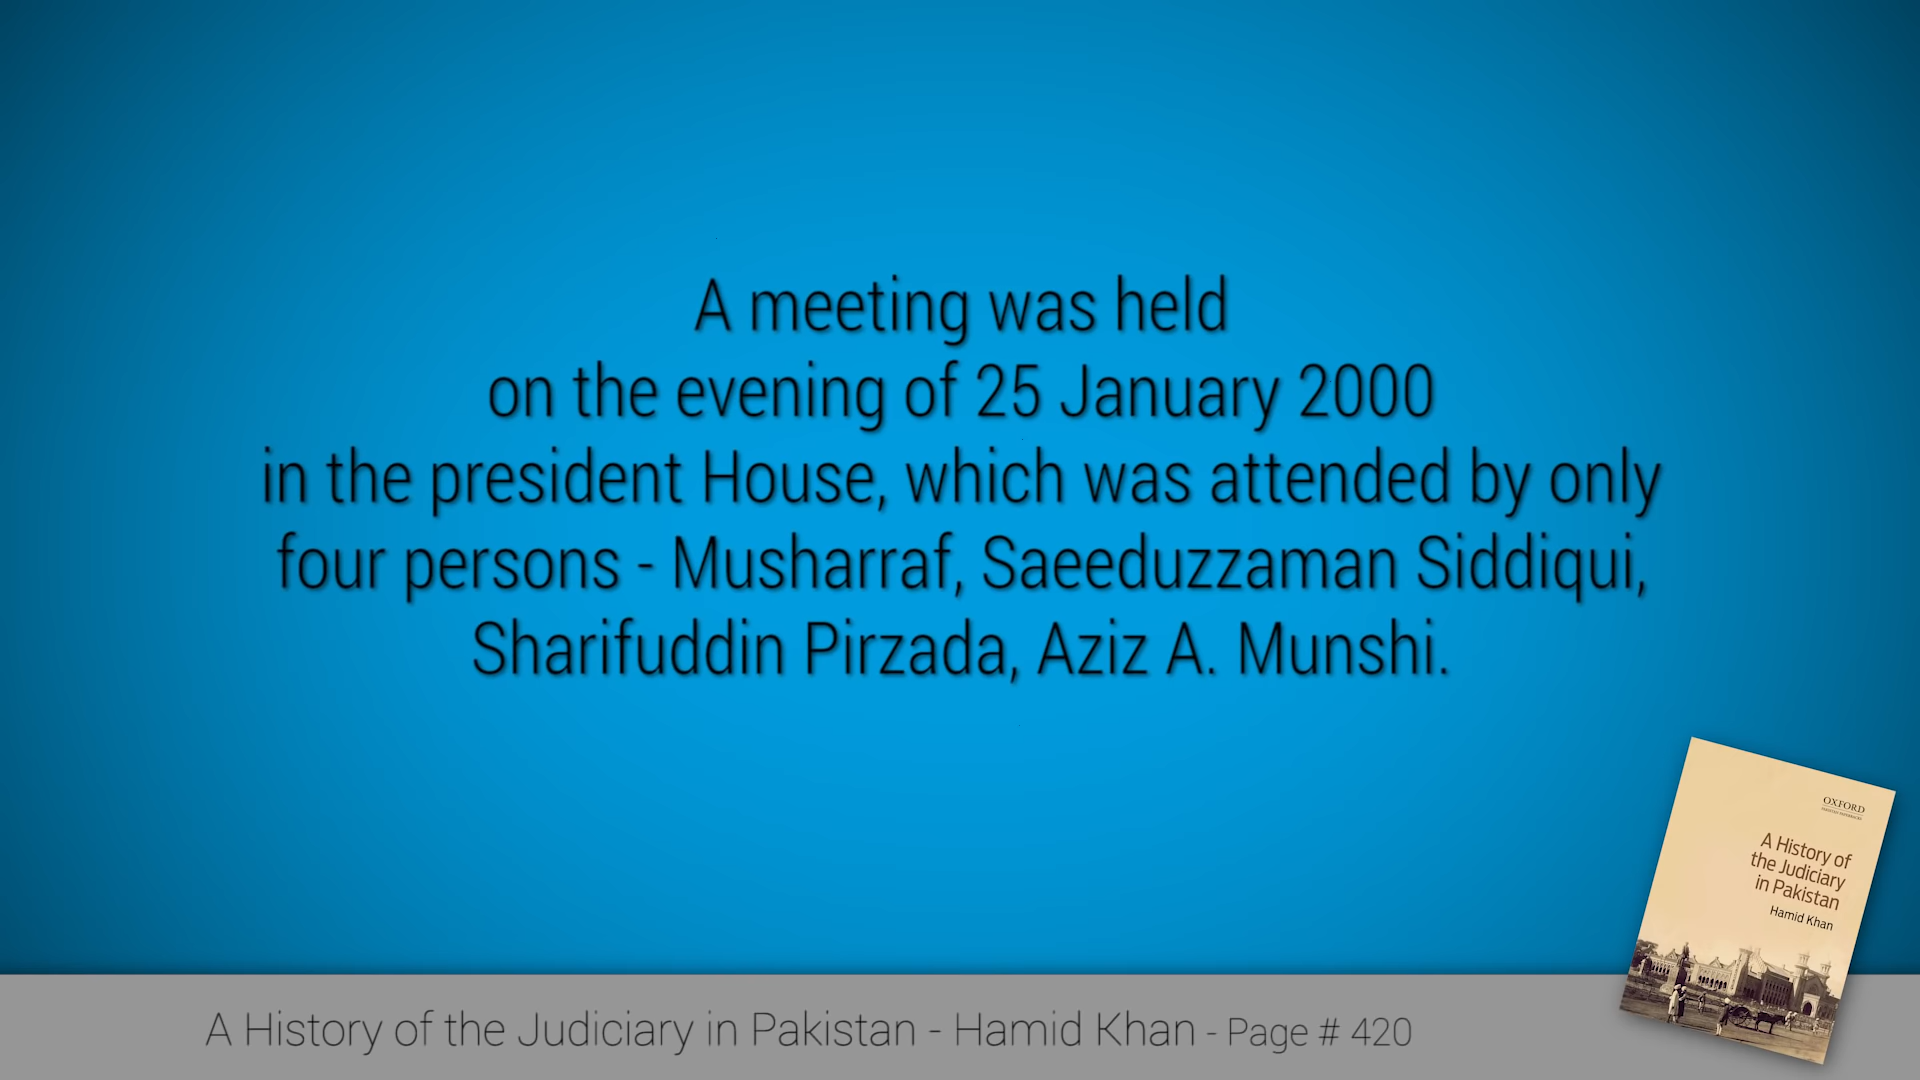 A meeting was held
on the evening of 25 January 2000
in the president House, which was attended by only
four persons - Musharraf, Saeeduzzaman Siddiqui,
Sharifuddin Pirzada, Aziz A. Munshi.
OXFORD
A History of
the Judiciary
in Pakistan
Hamid Khan
A History of the Judiciary in Pakistan - Hamid Khan - Page # 420